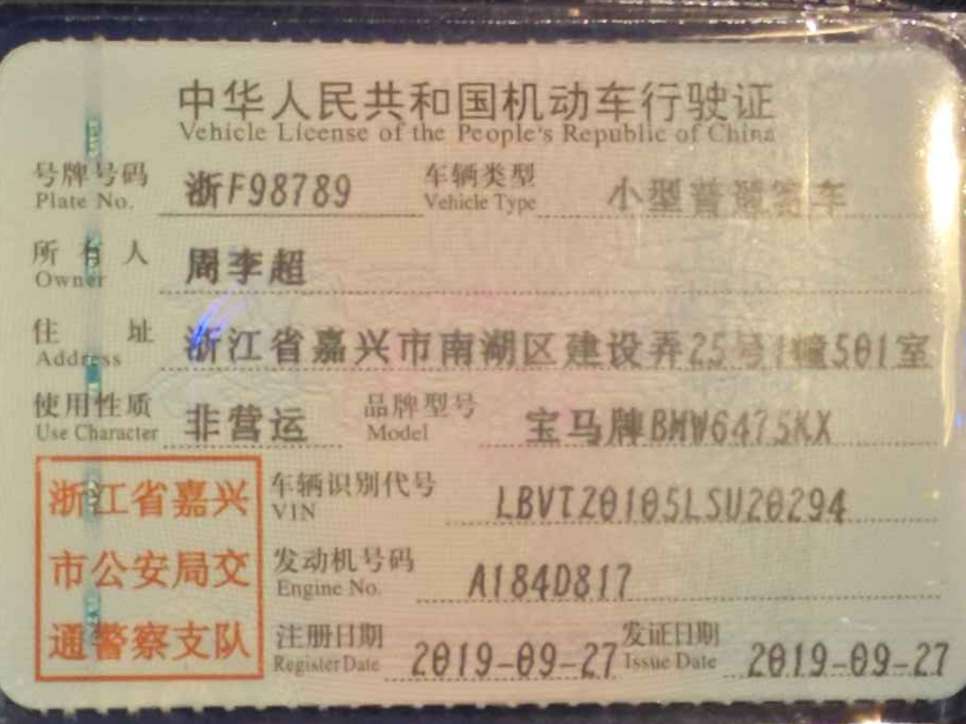 中华人民共和国机动车行驶证
Vehicle License of the People's Republic of China
号牌号码 浙F98789 车辆类型 小型普通客车
Plate No. Vehicle Type
所有人 周李超
Owner
住址 浙江省嘉兴市南湖区建设弄25号1幢501室
Address
使用性质 非营运 品牌型号 宝马牌BMW6475KX
Use Character Model
浙江省嘉兴 车辆识别代号 LBVTZ0105LSU20294
VIN
市公安局交 发动机号码 A184D817
Engine No.
通警察支队 注册日期 2019-09-27 发证日期 2019-09-27
Register Date Issue Date